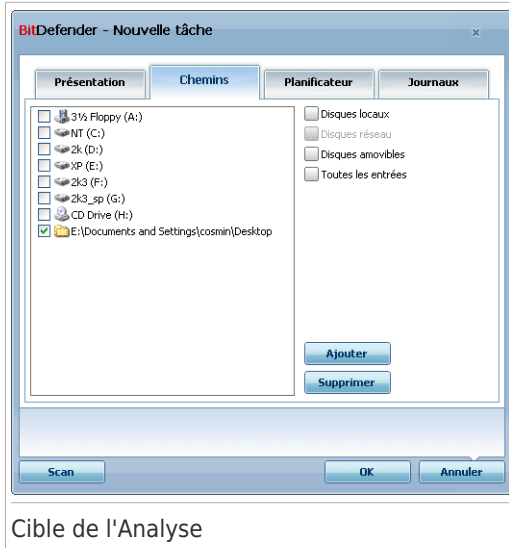 BitDefender - Nouvelle tâche
x
Présentation Chemins Planificateur Journaux
3½ Floppy (A:)
NT (C:)
2k (D:)
XP (E:)
2k3 (F:)
2k3_sp (G:)
CD Drive (H:)
E:\Documents and Settings\cosmin\Desktop
Disques locaux
Disques réseau
Disques amovibles
Toutes les entrées
Ajouter
Supprimer
Scan OK Annuler
Cible de l'Analyse